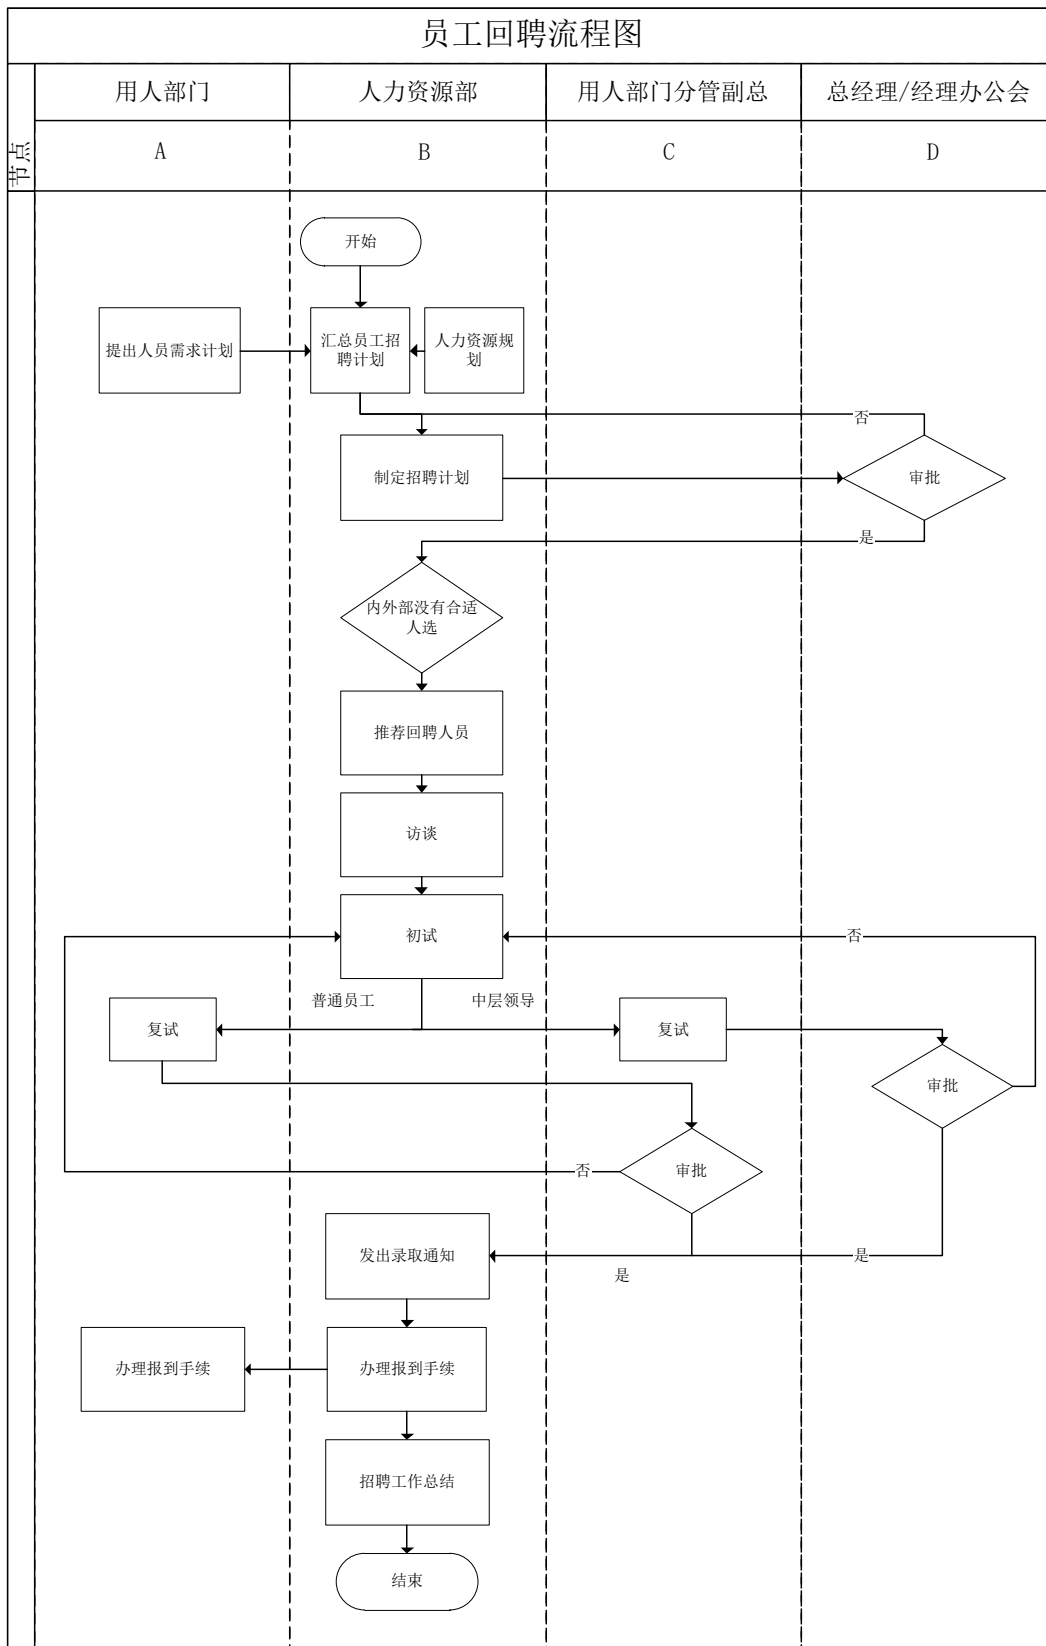 员工回聘流程图
用人部门
人力资源部
用人部门分管副总
总经理/经理办公会
节点
A
B
C
D
开始
提出人员需求计划
汇总员工招
聘计划
人力资源规
划
否
制定招聘计划
审批
是
内外部没有合适
人选
推荐回聘人员
访谈
初试
否
普通员工
中层领导
复试
复试
审批
否
审批
发出录取通知
是
是
办理报到手续
办理报到手续
招聘工作总结
结束